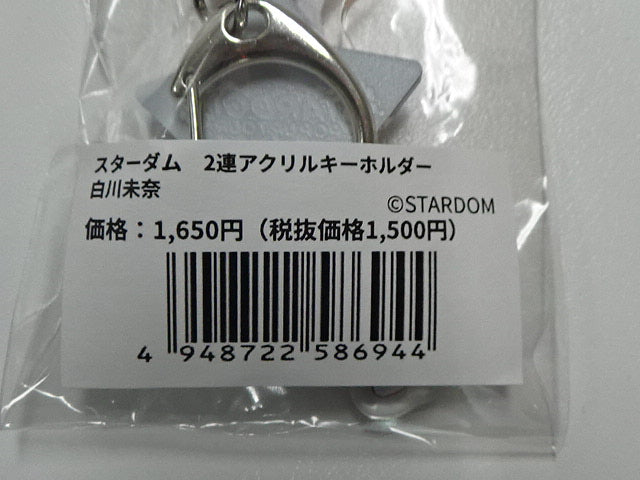 スターダム　2連アクリルキーホルダー
白川未奈
©STARDOM
価格：1,650円（税抜価格1,500円）
4 948722 586944